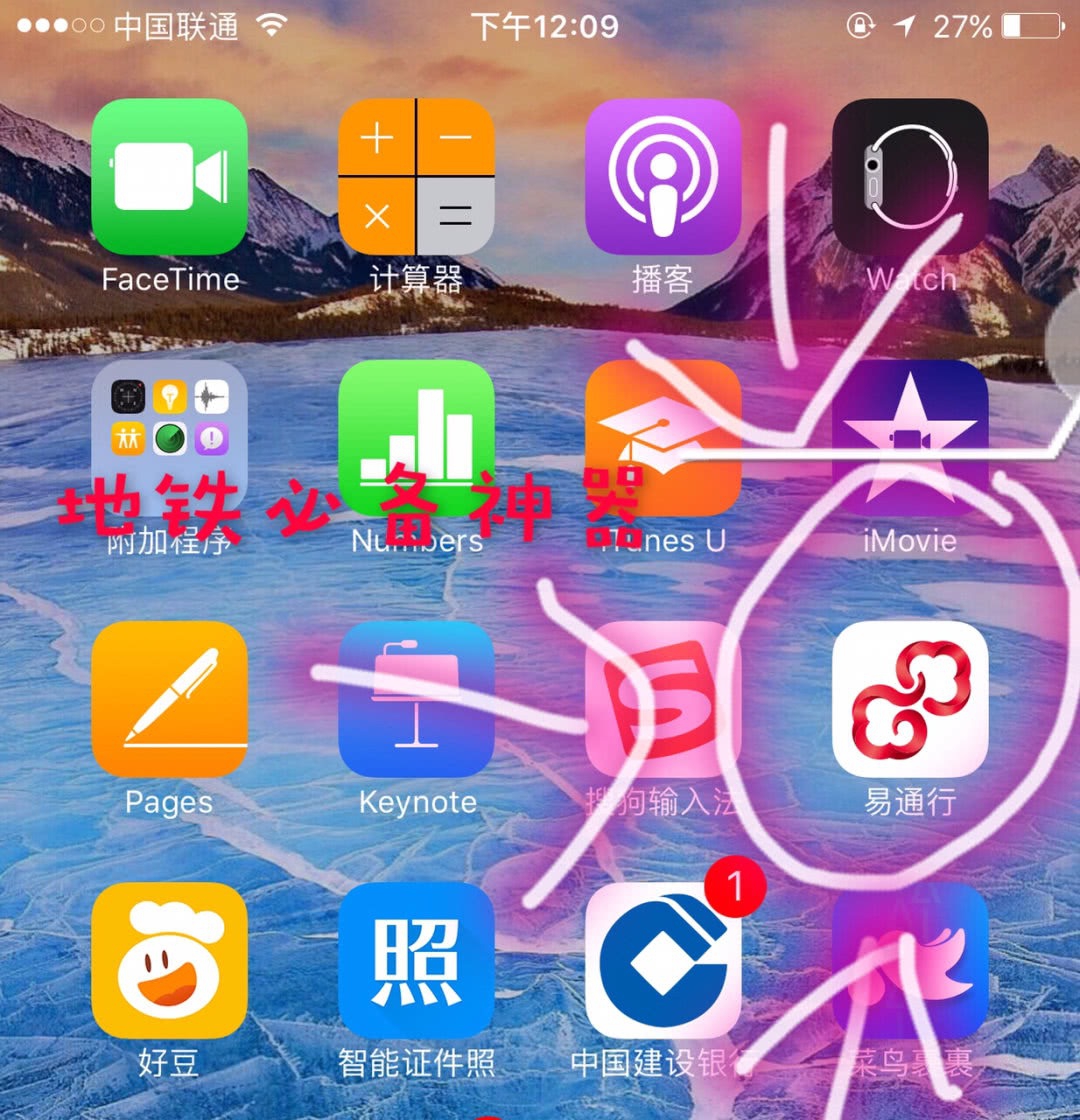 中国联通 下午12:09 27%
FaceTime 计算器 播客 Watch
地铁必备神器
附加程序 Numbers iTunes U iMovie
Pages Keynote 搜狗输入法 易通行
照
1
好豆 智能证件照 中国建设银行 菜鸟裹裹